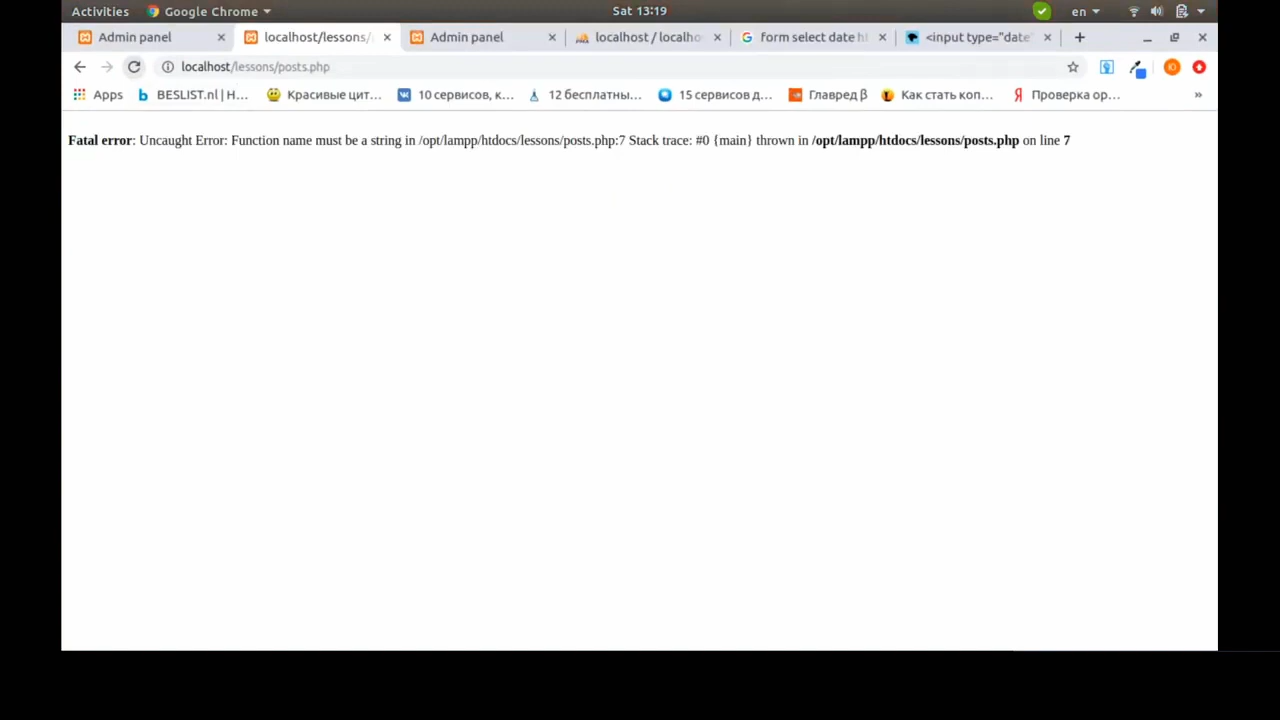 Activities Google Chrome Sat 13:19 en
Admin panel localhost/lessons/ Admin panel localhost / localho form select date h <input type="date"
localhost/lessons/posts.php
Apps BESLIST.nl | H... Красивые цит... 10 сервисов, к... 12 бесплатны... 15 сервисов д... Главред β Как стать коп... Проверка ор... »
Fatal error: Uncaught Error: Function name must be a string in /opt/lampp/htdocs/lessons/posts.php:7 Stack trace: #0 {main} thrown in /opt/lampp/htdocs/lessons/posts.php on line 7